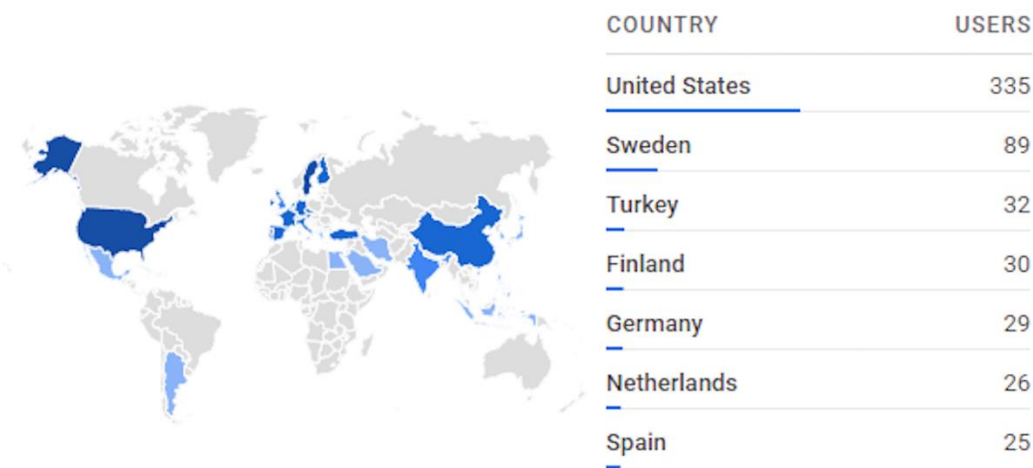 COUNTRY USERS
United States 335
Sweden 89
Turkey 32
Finland 30
Germany 29
Netherlands 26
Spain 25